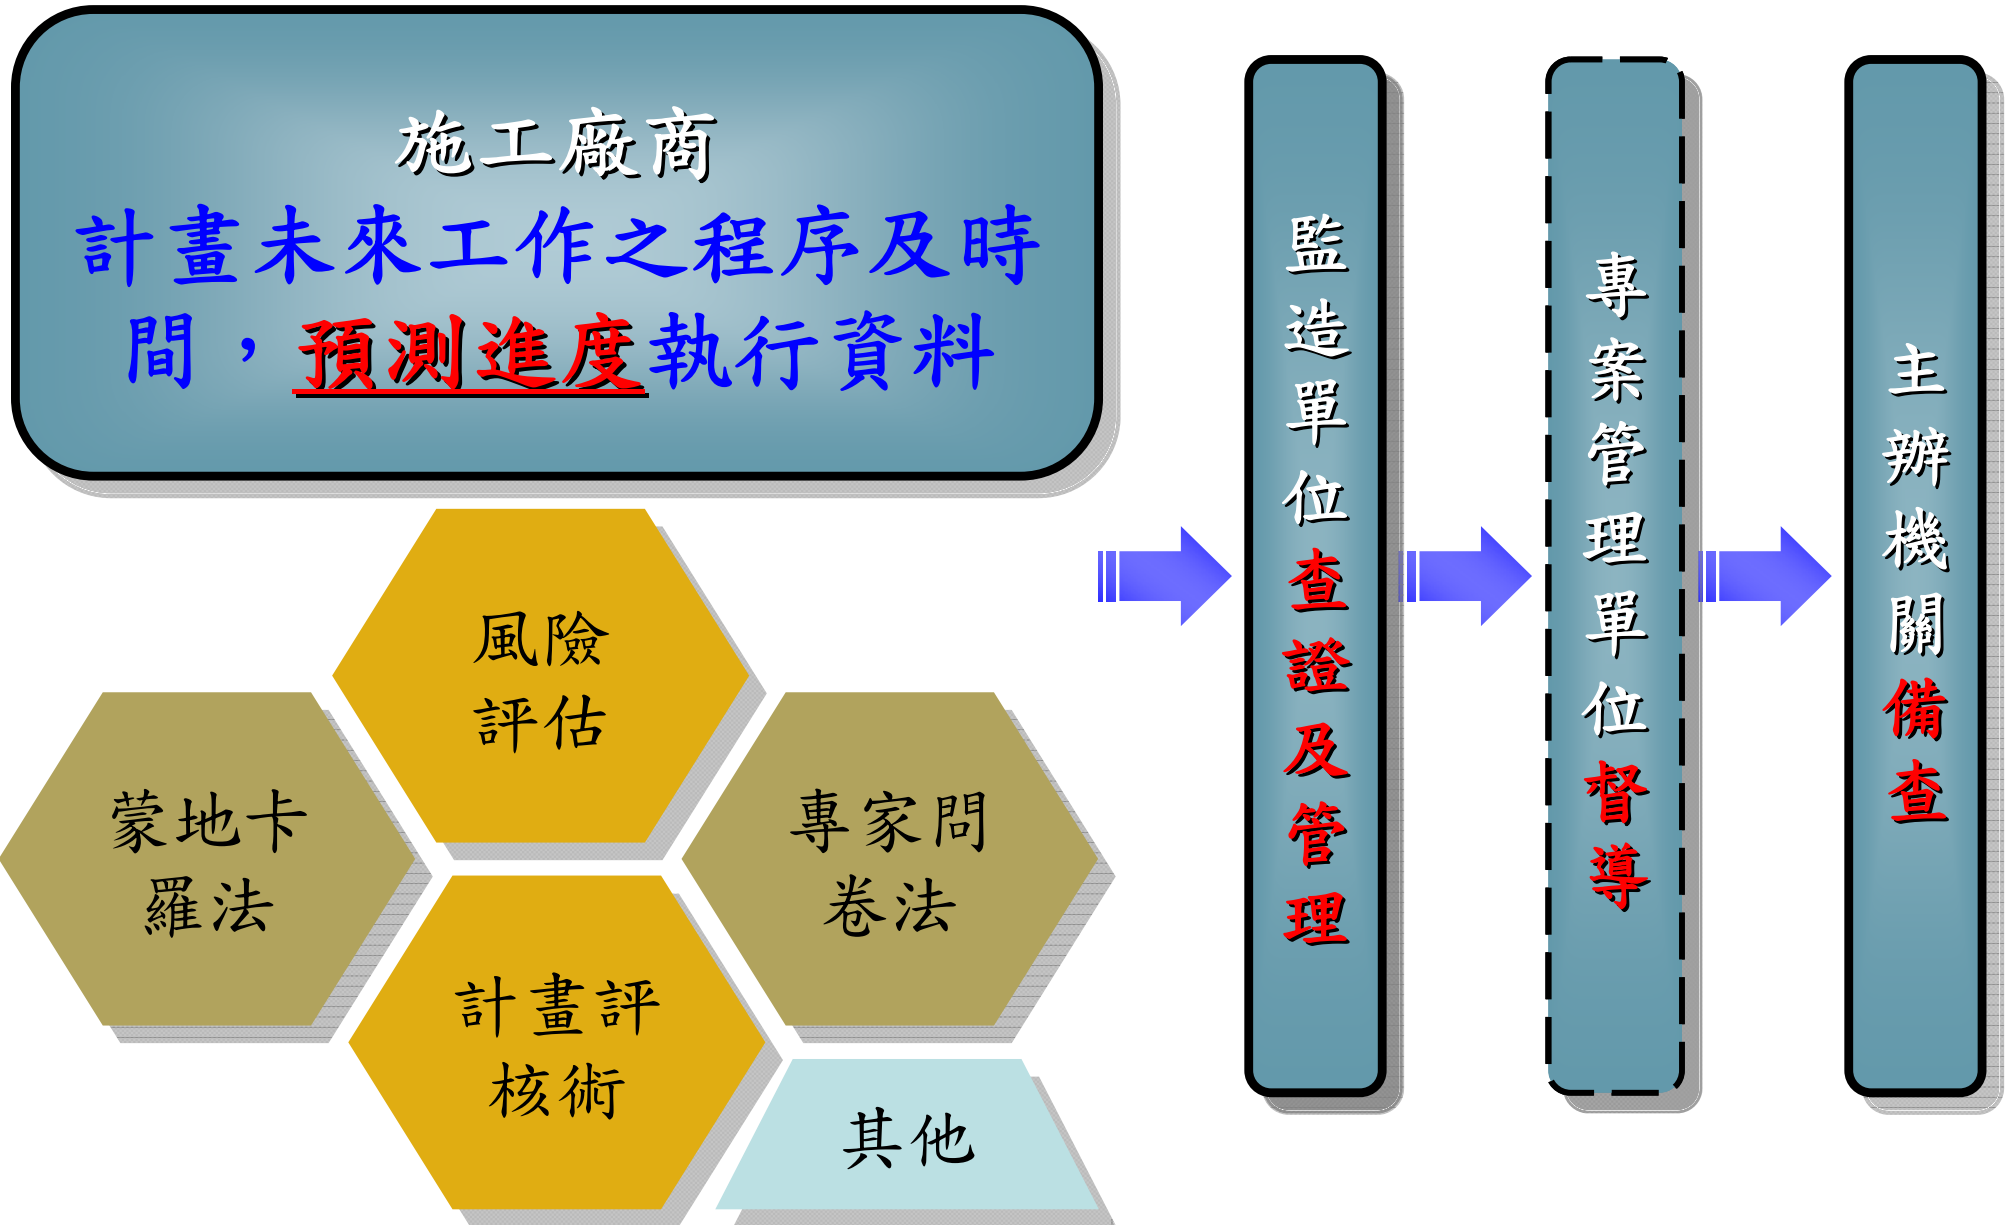 施工廠商
計畫未來工作之程序及時
間，預測進度執行資料
風險
評估
蒙地卡
羅法
專家問
卷法
計畫評
核術
其他
監造單位查證及管理
專案管理單位督導
主辦機關備查